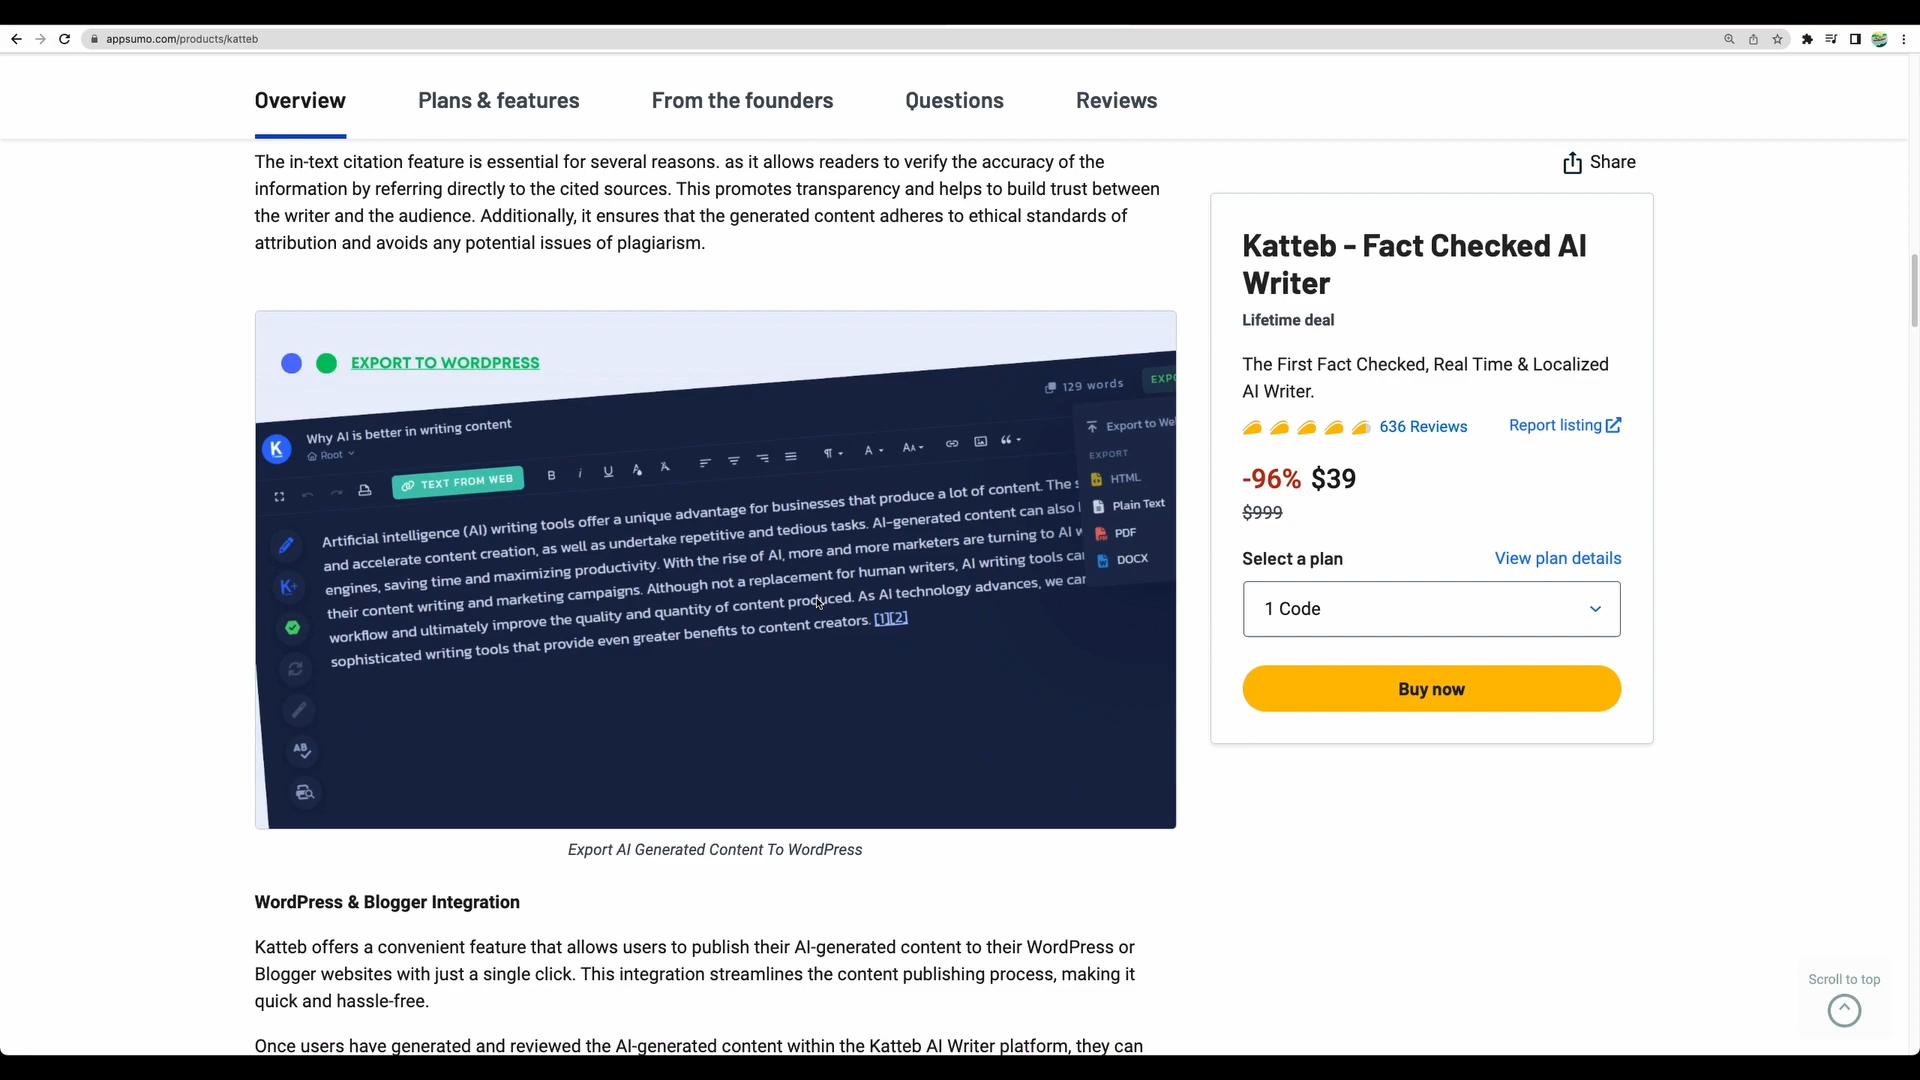 appsumo.com/products/katteb
Overview
Plans & features
From the founders
Questions
Reviews
The in-text citation feature is essential for several reasons. as it allows readers to verify the accuracy of the
information by referring directly to the cited sources. This promotes transparency and helps to build trust between
the writer and the audience. Additionally, it ensures that the generated content adheres to ethical standards of
attribution and avoids any potential issues of plagiarism.
EXPORT TO WORDPRESS
129 words
EXPO
Why AI is better in writing content
Root
Export to We
EXPORT
TEXT FROM WEB
B i U
HTML
Plain Text
PDF
DOCX
Artificial intelligence (AI) writing tools offer a unique advantage for businesses that produce a lot of content. The s
and accelerate content creation, as well as undertake repetitive and tedious tasks. AI-generated content can also
engines, saving time and maximizing productivity. With the rise of AI, more and more marketers are turning to AI w
their content writing and marketing campaigns. Although not a replacement for human writers, AI writing tools ca
workflow and ultimately improve the quality and quantity of content produced. As AI technology advances, we can
sophisticated writing tools that provide even greater benefits to content creators. [1][2]
Export AI Generated Content To WordPress
WordPress & Blogger Integration
Katteb offers a convenient feature that allows users to publish their AI-generated content to their WordPress or
Blogger websites with just a single click. This integration streamlines the content publishing process, making it
quick and hassle-free.
Once users have generated and reviewed the AI-generated content within the Katteb AI Writer platform, they can
Share
Katteb - Fact Checked AI
Writer
Lifetime deal
The First Fact Checked, Real Time & Localized
AI Writer.
636 Reviews
Report listing
-96% $39
$999
Select a plan
View plan details
1 Code
Buy now
Scroll to top